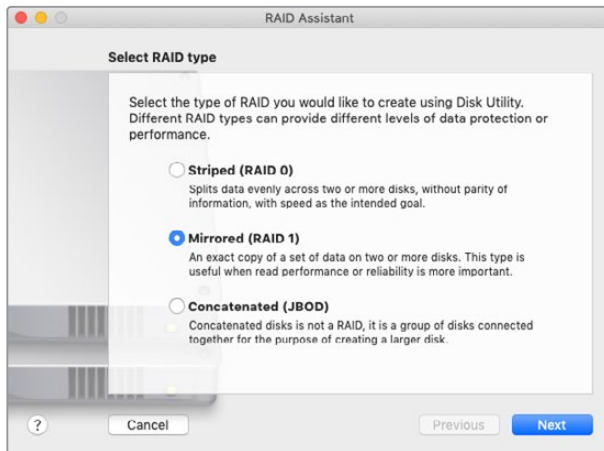 RAID Assistant
Select RAID type
Select the type of RAID you would like to create using Disk Utility.
Different RAID types can provide different levels of data protection or
performance.
Striped (RAID 0)
Splits data evenly across two or more disks, without parity of
information, with speed as the intended goal.
Mirrored (RAID 1)
An exact copy of a set of data on two or more disks. This type is
useful when read performance or reliability is more important.
Concatenated (JBOD)
Concatenated disks is not a RAID, it is a group of disks connected
together for the purpose of creating a larger disk.
?
Cancel
Previous
Next